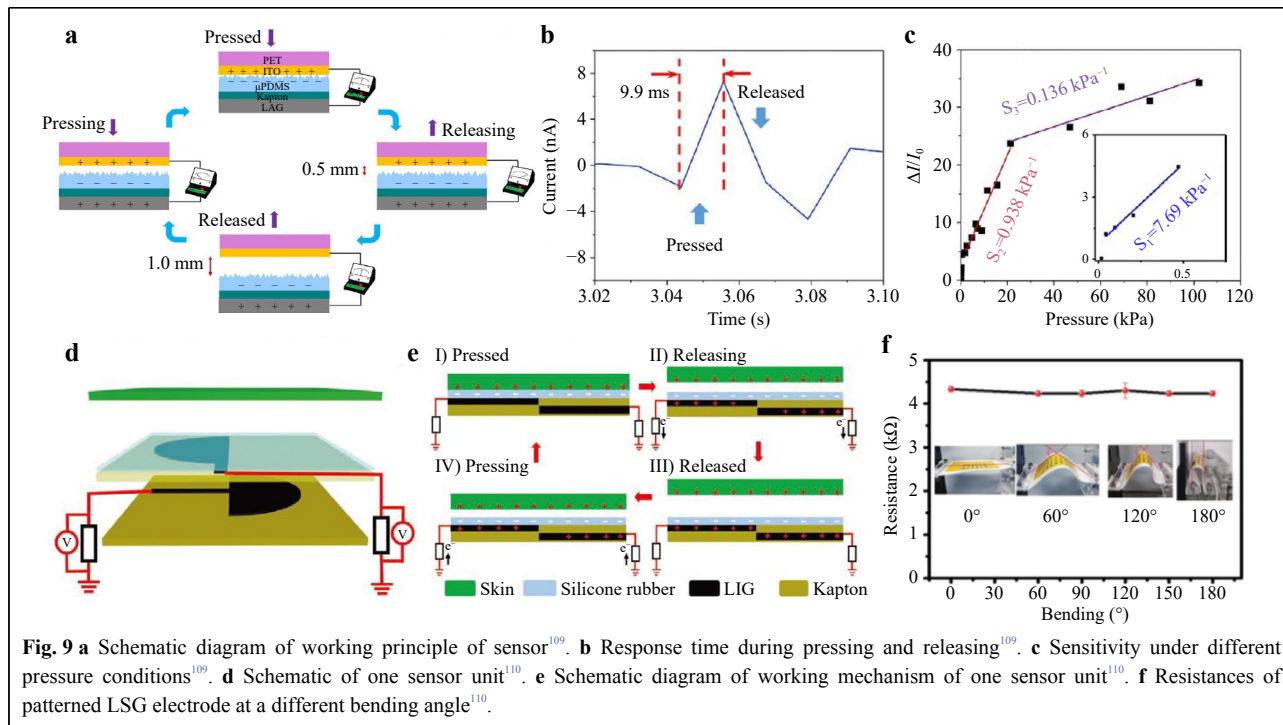 a
Pressed
PET
+ + + ITO + + +
μPDMS
Kapton
LAG
Pressing
Releasing
+ + + + +
+ + + + +
0.5 mm
− − − − −
− − − − −
+ + + + +
+ + + + +
Released
1.0 mm
− − − − −
+ + + + +
b
8
4
0
−4
−8
Current (nA)
9.9 ms
Released
Pressed
3.02
3.04
3.06
3.08
3.10
Time (s)
c
40
30
20
10
0
ΔI/I0
S3=0.136 kPa−1
S2=0.938 kPa−1
6
3
0
S1=7.69 kPa−1
0.0
0.5
0
20
40
60
80
100
120
Pressure (kPa)
d
V
V
e
I) Pressed
II) Releasing
e−
e−
IV) Pressing
III) Released
e−
e−
Skin
Silicone rubber
LIG
Kapton
f
5
4
3
2
1
0
Resistance (kΩ)
0°
60°
120°
180°
0
30
60
90
120
150
180
Bending (°)
Fig. 9 a Schematic diagram of working principle of sensor109. b Response time during pressing and releasing109. c Sensitivity under different
pressure conditions109. d Schematic of one sensor unit110. e Schematic diagram of working mechanism of one sensor unit110. f Resistances of
patterned LSG electrode at a different bending angle110.